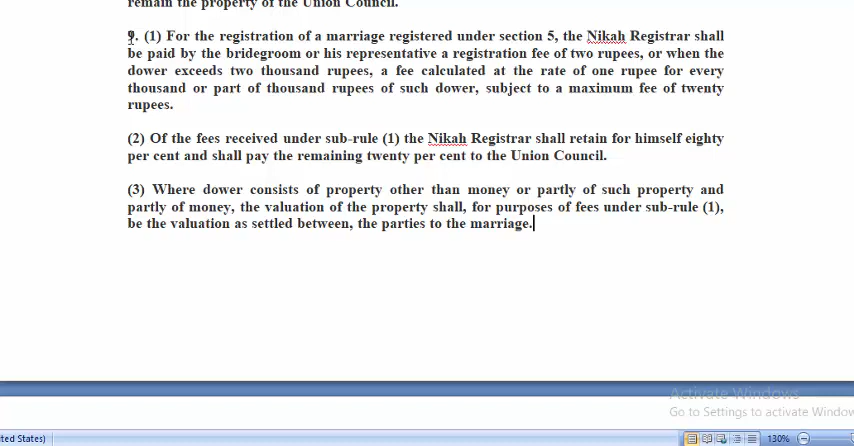 remain the property of the Union Council.
9. (1) For the registration of a marriage registered under section 5, the Nikah Registrar shall
be paid by the bridegroom or his representative a registration fee of two rupees, or when the
dower exceeds two thousand rupees, a fee calculated at the rate of one rupee for every
thousand or part of thousand rupees of such dower, subject to a maximum fee of twenty
rupees.
(2) Of the fees received under sub-rule (1) the Nikah Registrar shall retain for himself eighty
per cent and shall pay the remaining twenty per cent to the Union Council.
(3) Where dower consists of property other than money or partly of such property and
partly of money, the valuation of the property shall, for purposes of fees under sub-rule (1),
be the valuation as settled between, the parties to the marriage.
Activate Windows
Go to Settings to activate Window
ted States)
130%